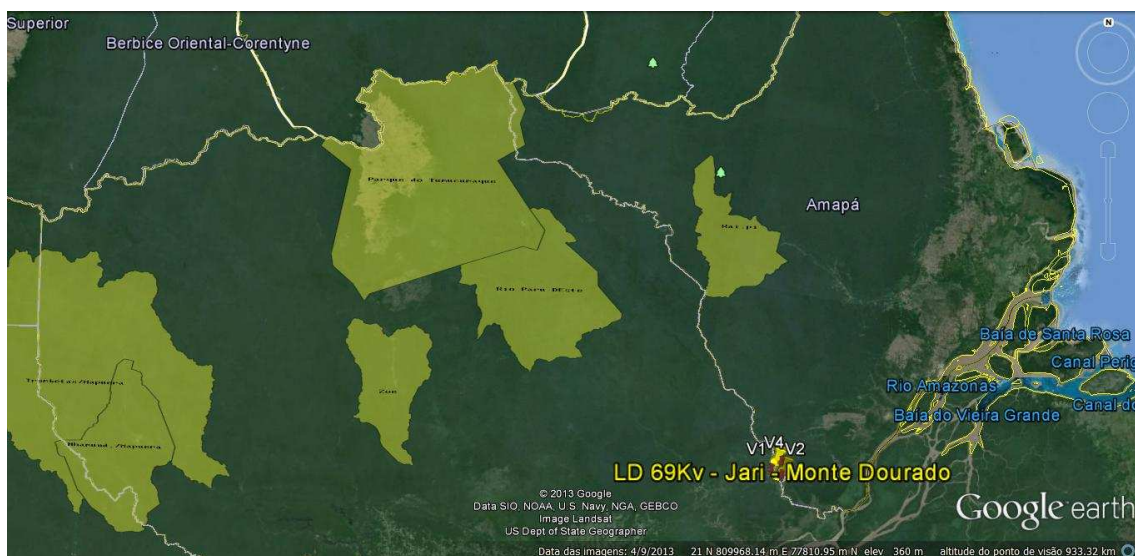 Superior
Berbice Oriental-Corentyne
N
Parque do Tumucumaque
Amapá
Rio Paru DEste
Zoé
Baía de Santa Rosa
Canal Perig
Rio Amazonas
Canal do
Baía do Vieira Grande
V1 V4 V2
LD 69Kv - Jari - Monte Dourado
© 2013 Google
Data SIO, NOAA, U.S. Navy, NGA, GEBCO
Image Landsat
US Dept of State Geographer
Google earth
Data das imagens: 4/9/2013 21 N 809968.14 m E 77810.95 m N elev 360 m altitude do ponto de visão 933.32 km